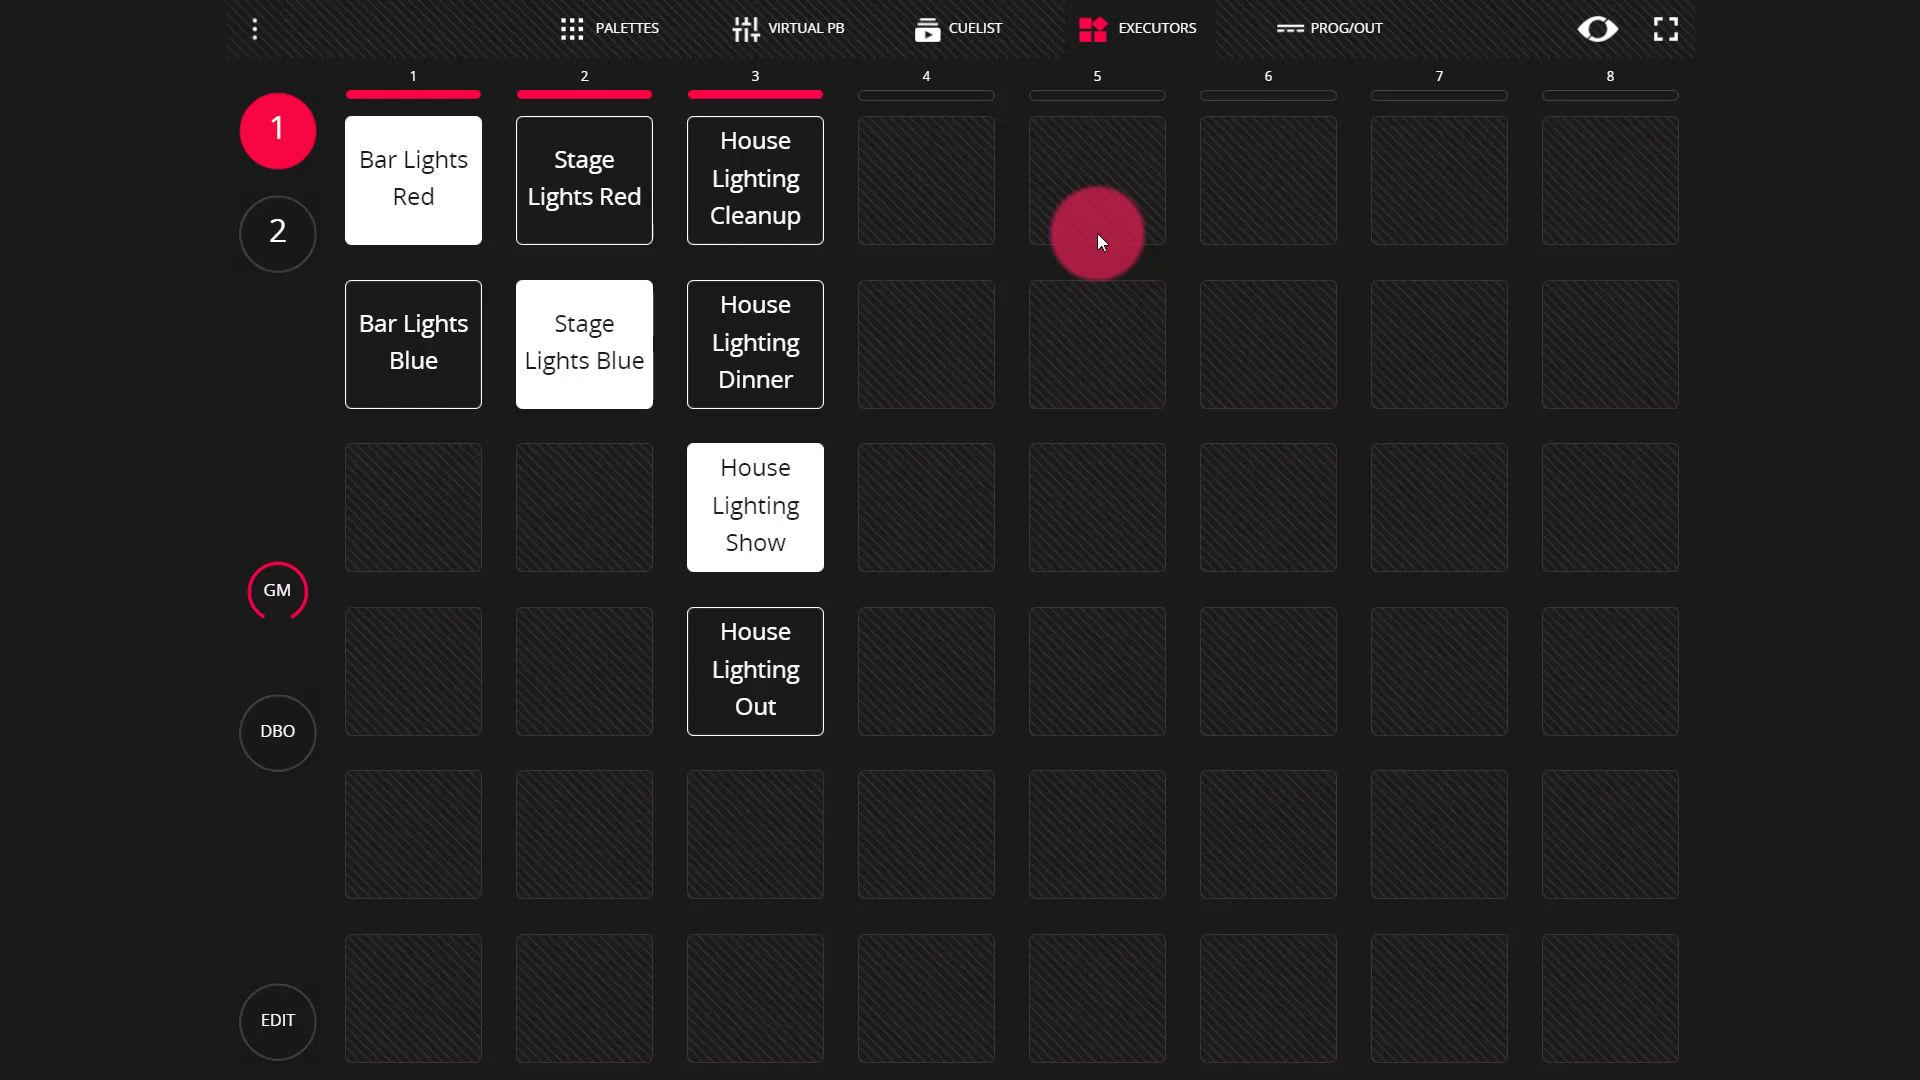 PALETTES VIRTUAL PB CUELIST EXECUTORS PROG/OUT
1 2 3 4 5 6 7 8
1
2
GM
DBO
EDIT
Bar Lights
Red
Stage
Lights Red
House
Lighting
Cleanup
Bar Lights
Blue
Stage
Lights Blue
House
Lighting
Dinner
House
Lighting
Show
House
Lighting
Out